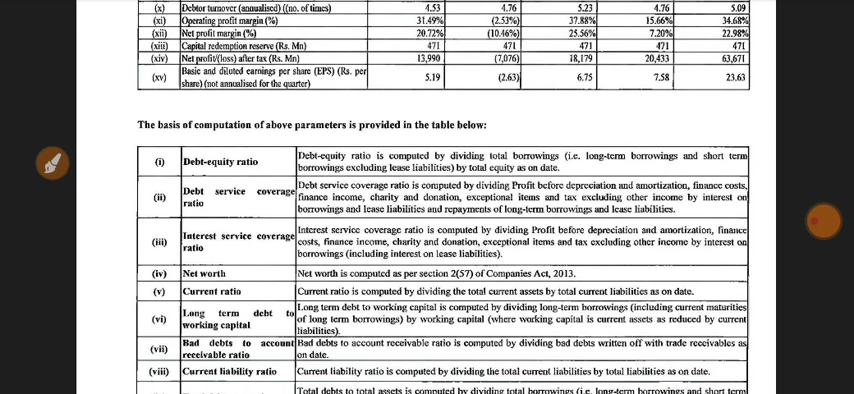 (x) Debtor turnover (annualised) ((no. of times) 4.53 4.76 5.23 4.76 5.09
(xi) Operating profit margin (%) 31.49% (2.53%) 37.88% 15.66% 34.68%
(xii) Net profit margin (%) 20.72% (10.46%) 25.56% 7.20% 22.98%
(xiii) Capital redemption reserve (Rs. Mn) 471 471 471 471 471
(xiv) Net profit/(loss) after tax (Rs. Mn) 13,990 (7,076) 18,179 20,433 63,671
(xv) Basic and diluted earnings per share (EPS) (Rs. per
share) (not annualised for the quarter) 5.19 (2.63) 6.75 7.58 23.63
The basis of computation of above parameters is provided in the table below:
(i) Debt-equity ratio Debt-equity ratio is computed by dividing total borrowings (i.e. long-term borrowings and short term
borrowings excluding lease liabilities) by total equity as on date.
(ii) Debt service coverage
ratio
Debt service coverage ratio is computed by dividing Profit before depreciation and amortization, finance costs,
finance income, charity and donation, exceptional items and tax excluding other income by interest on
borrowings and lease liabilities and repayments of long-term borrowings and lease liabilities.
(iii) Interest service coverage
ratio
Interest service coverage ratio is computed by dividing Profit before depreciation and amortization, finance
costs, finance income, charity and donation, exceptional items and tax excluding other income by interest on
borrowings (including interest on lease liabilities).
(iv) Net worth Net worth is computed as per section 2(57) of Companies Act, 2013.
(v) Current ratio Current ratio is computed by dividing the total current assets by total current liabilities as on date.
(vi) Long term debt to
working capital
Long term debt to working capital is computed by dividing long-term borrowings (including current maturities
of long term borrowings) by working capital (where working capital is current assets as reduced by current
liabilities).
(vii) Bad debts to account
receivable ratio
Bad debts to account receivable ratio is computed by dividing bad debts written off with trade receivables as
on date.
(viii) Current liability ratio Current liability ratio is computed by dividing the total current liabilities by total liabilities as on date.
Total debts to total assets is computed by dividing total borrowings (i.e. long-term borrowings and short term